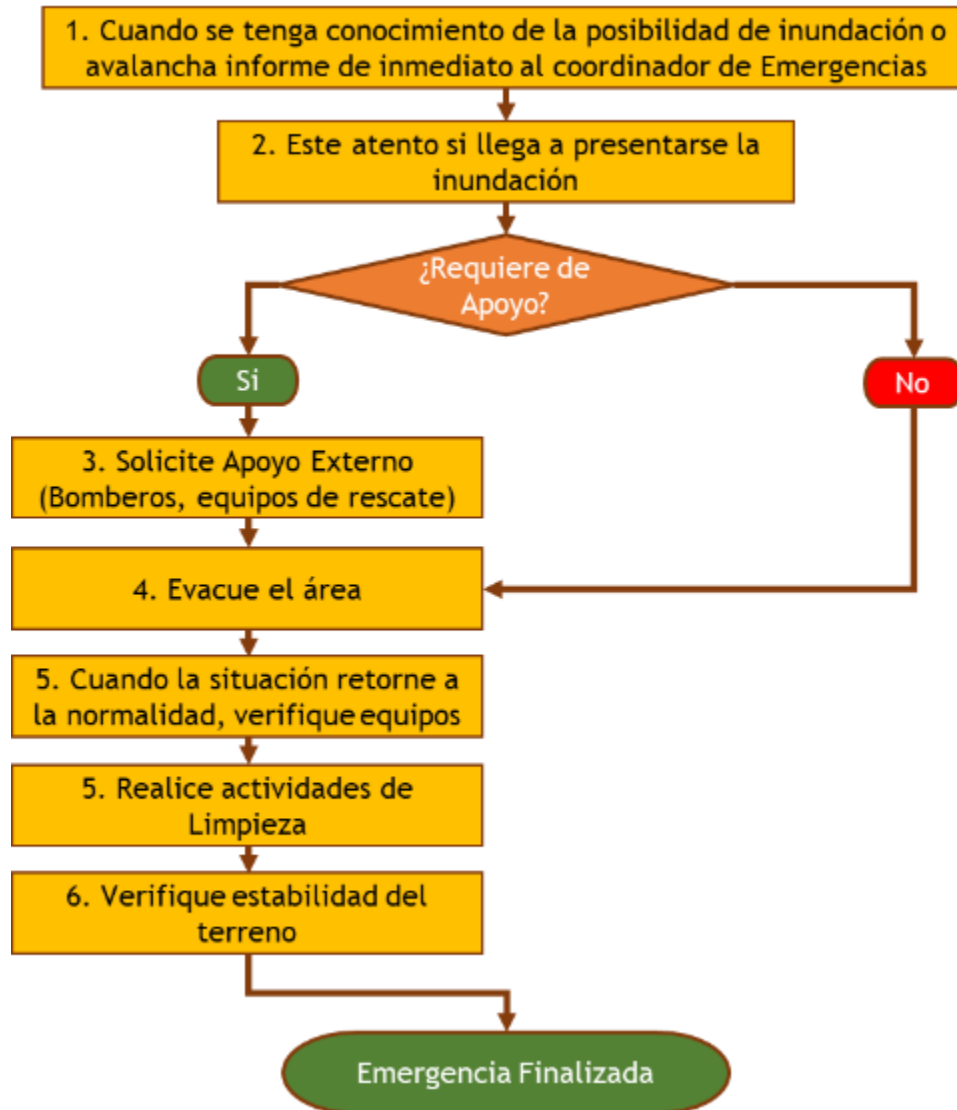 1. Cuando se tenga conocimiento de la posibilidad de inundación o
avalancha informe de inmediato al coordinador de Emergencias
2. Este atento si llega a presentarse la
inundación
¿Requiere de
Apoyo?
Si
No
3. Solicite Apoyo Externo
(Bomberos, equipos de rescate)
4. Evacue el área
5. Cuando la situación retorne a
la normalidad, verifique equipos
5. Realice actividades de
Limpieza
6. Verifique estabilidad del
terreno
Emergencia Finalizada